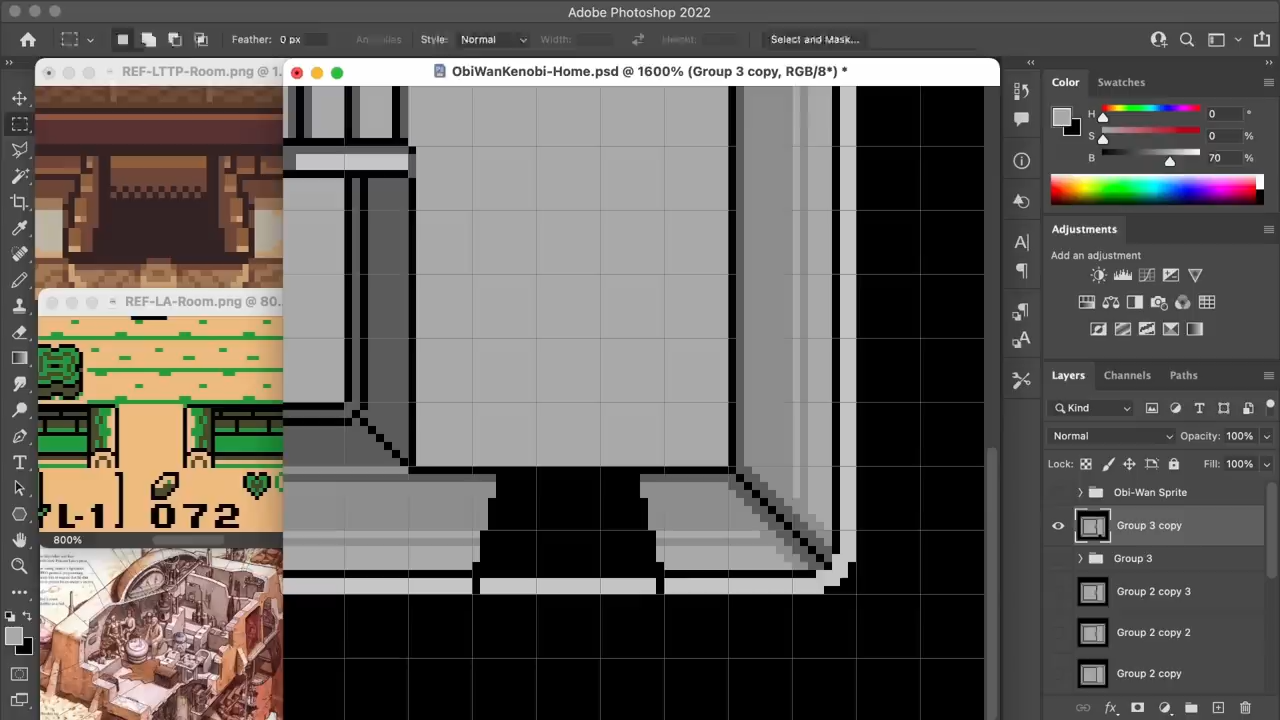 Adobe Photoshop 2022
Feather: 0 px
Style: Normal
Width:
Height:
Select and Mask...
REF-LTTP-Room.png @ 1...
ObiWanKenobi-Home.psd @ 1600% (Group 3 copy, RGB/8*) *
REF-LA-Room.png @ 80...
L-1] 072
800%
Color
Swatches
H 0 °
S 0 %
B 70 %
Adjustments
Add an adjustment
Layers
Channels
Paths
Kind
Normal
Opacity: 100%
Lock:
Fill: 100%
Obi-Wan Sprite
Group 3 copy
Group 3
Group 2 copy 3
Group 2 copy 2
Group 2 copy